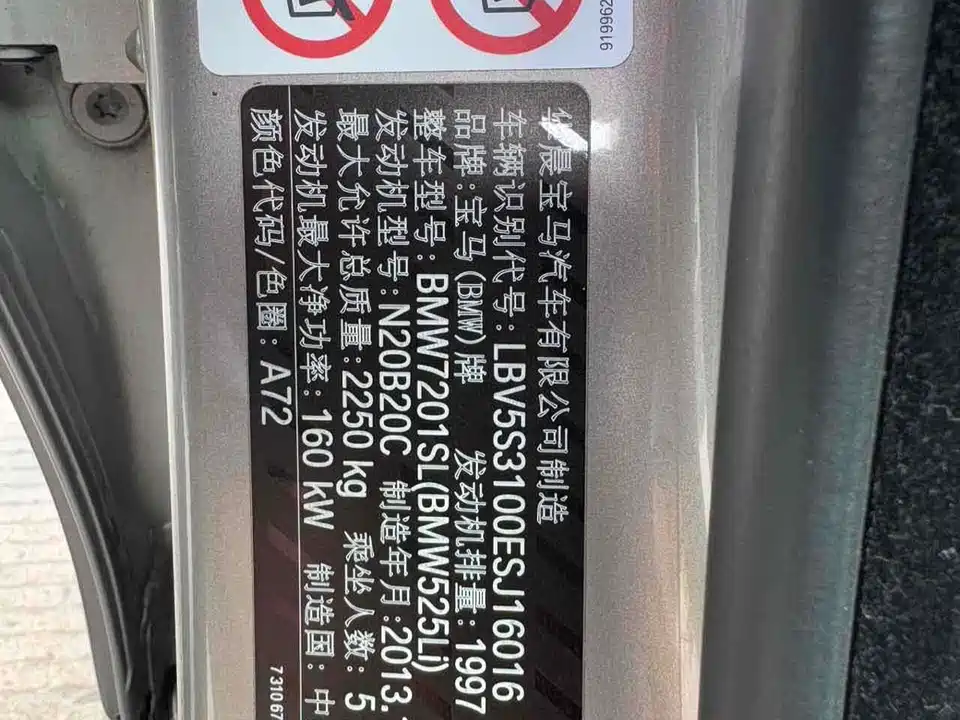 919962
华晨宝马汽车有限公司制造
车辆识别代号:LBV5S3100ESJ16016
品牌:宝马(BMW)牌 发动机排量:1997
整车型号:BMW7201SL(BMW525Li)
发动机型号:N20B20C 制造年月:2013.
最大允许总质量:2250 kg 乘坐人数:5
发动机最大净功率:160 kW 制造国:中
颜色代码/色圈:A72
731067